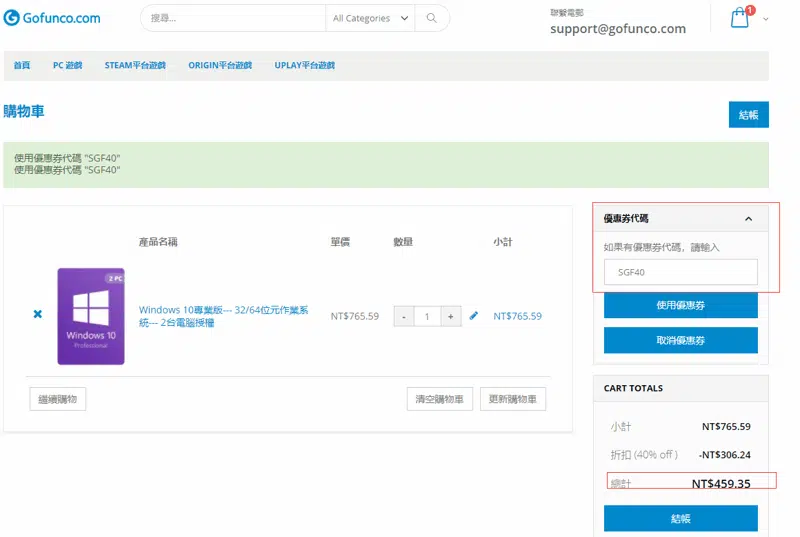 Gofunco.com
搜尋...
All Categories
聯繫電郵
support@gofunco.com
1
首頁
PC 遊戲
STEAM平台遊戲
ORIGIN平台遊戲
UPLAY平台遊戲
購物車
結帳
使用優惠券代碼 "SGF40"
使用優惠券代碼 "SGF40"
產品名稱
單價
數量
小計
2 PC
Windows 10
Professional
Windows 10專業版--- 32/64位元作業系
統--- 2台電腦授權
NT$765.59
- 1 +
NT$765.59
繼續購物
清空購物車
更新購物車
優惠券代碼
如果有優惠券代碼，請輸入
SGF40
使用優惠券
取消優惠券
CART TOTALS
小計 NT$765.59
折扣 (40% off ) -NT$306.24
總計 NT$459.35
結帳